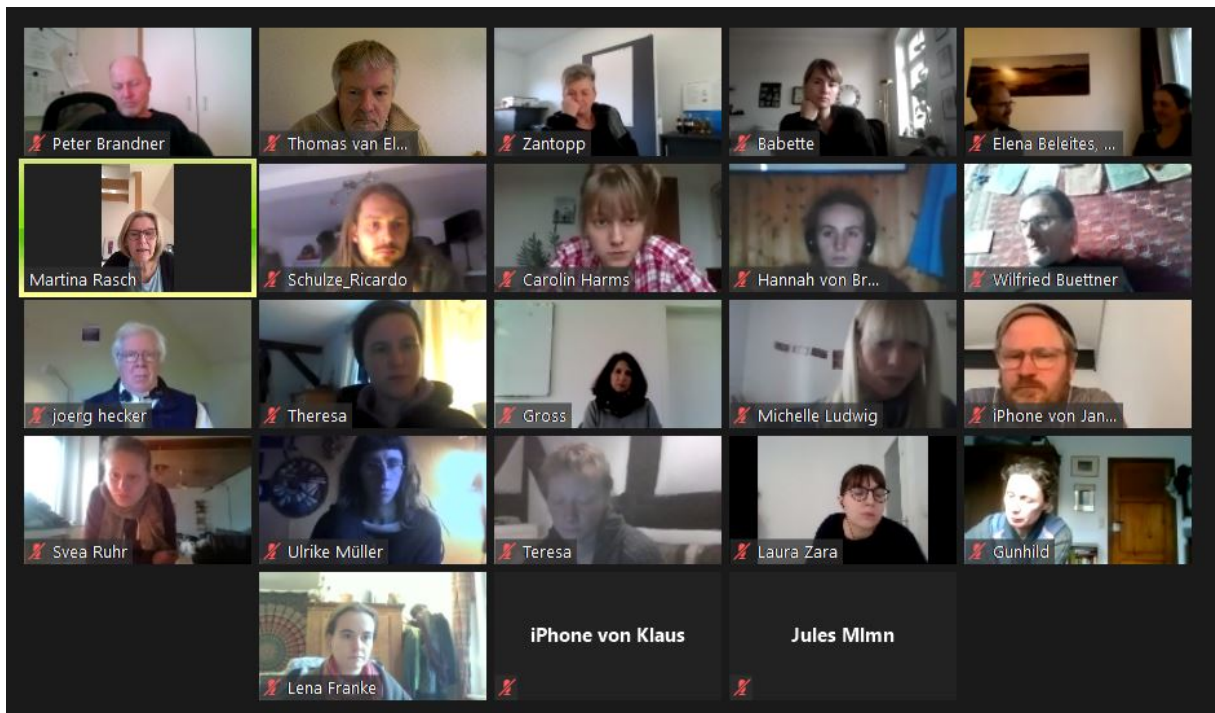 Peter Brandner
Thomas van El...
Zantopp
Babette
Elena Beleites, ...
Martina Rasch
Schulze_Ricardo
Carolin Harms
Hannah von Br...
Wilfried Buettner
joerg hecker
Theresa
Gross
Michelle Ludwig
iPhone von Jan...
Svea Ruhr
Ulrike Müller
Teresa
Laura Zara
Gunhild
Lena Franke
iPhone von Klaus
Jules Mlmn